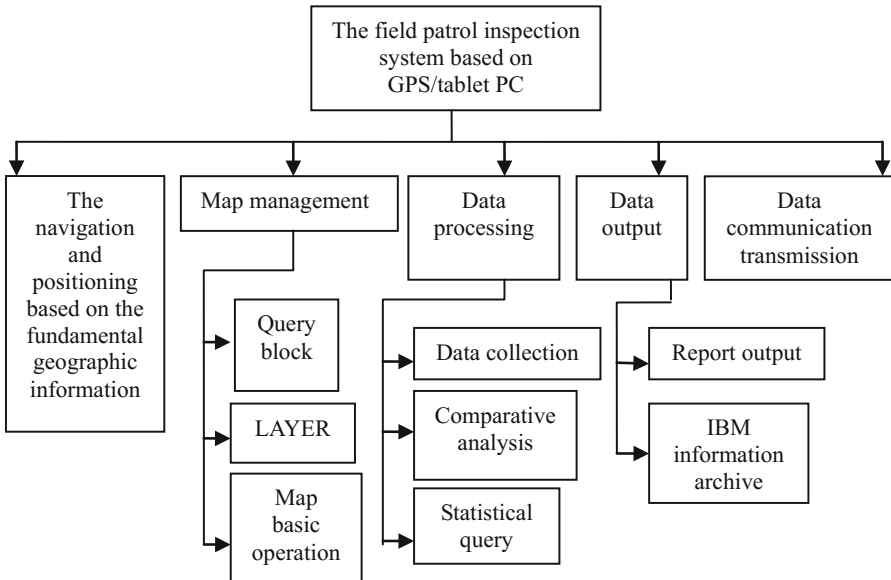 The field patrol inspection
system based on
GPS/tablet PC
The
navigation
and
positioning
based on the
fundamental
geographic
information
Map management
Data
processing
Data
output
Data
communication
transmission
Query
block
LAYER
Map
basic
operation
Data collection
Comparative
analysis
Statistical
query
Report output
IBM
information
archive